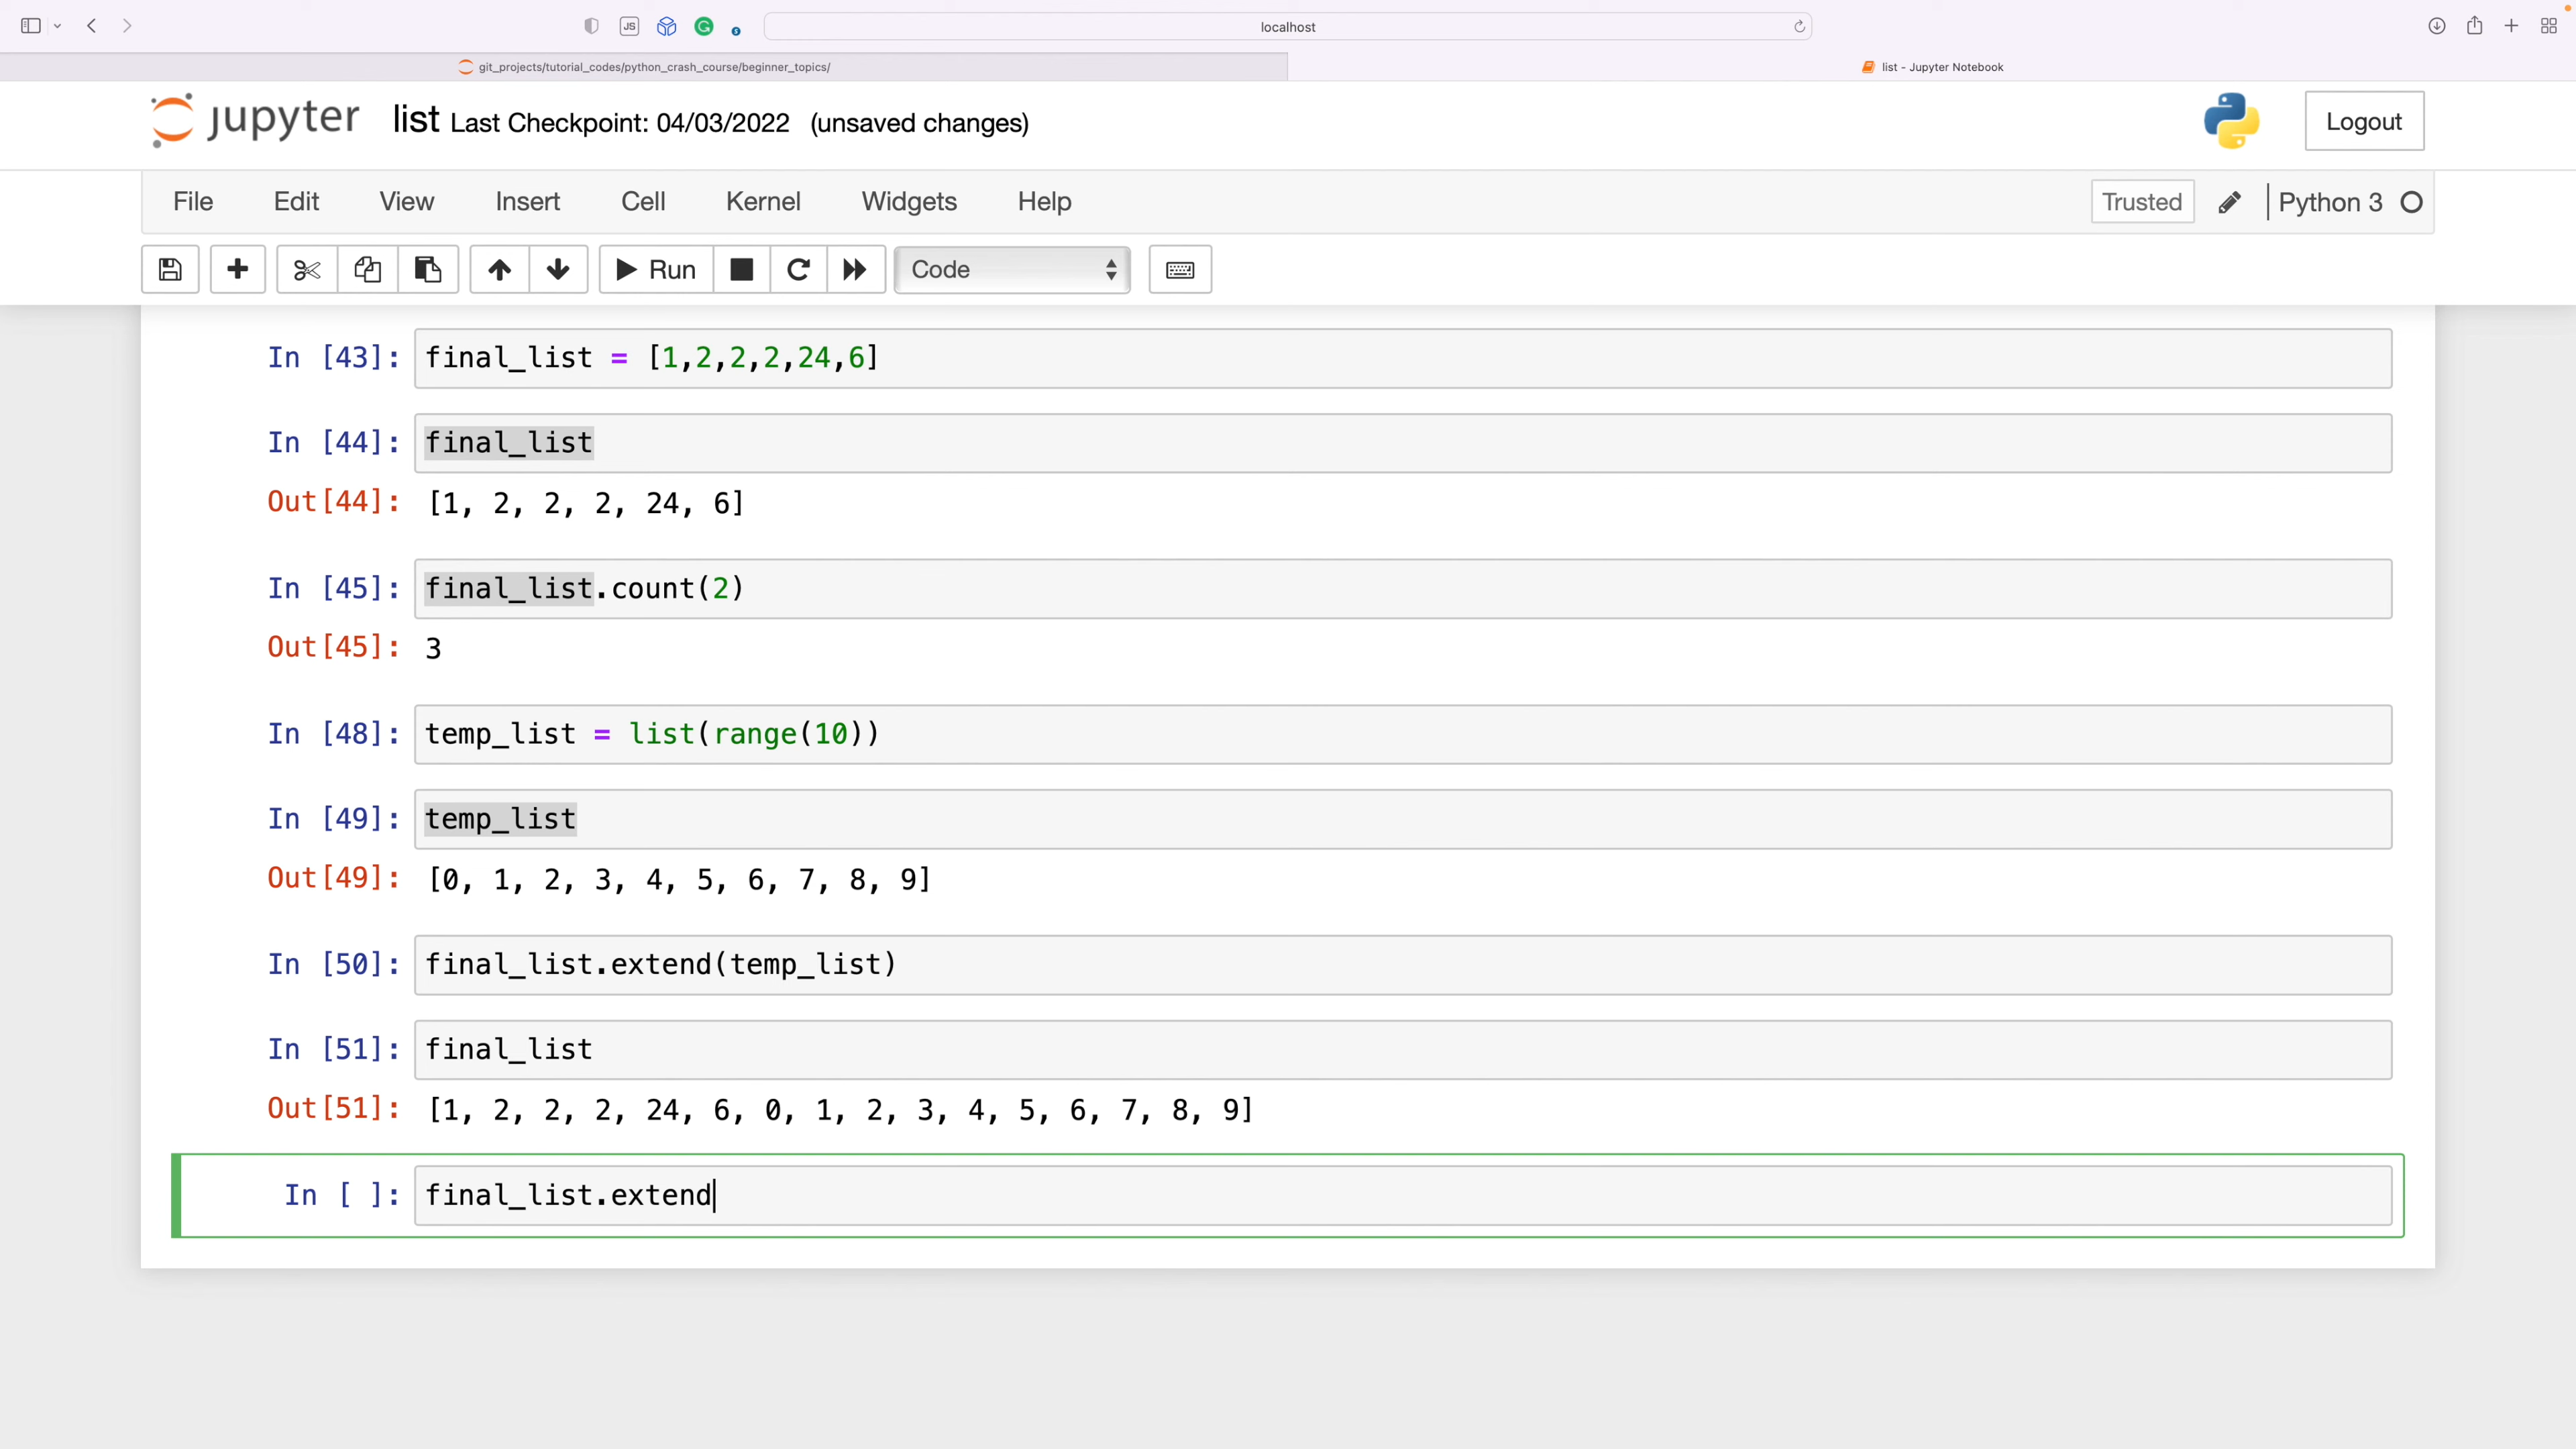 localhost
git_projects/tutorial_codes/python_crash_course/beginner_topics/
list - Jupyter Notebook
jupyter list Last Checkpoint: 04/03/2022 (unsaved changes)
Logout
File Edit View Insert Cell Kernel Widgets Help
Trusted Python 3
Run Code
In [43]: final_list = [1,2,2,2,24,6]
In [44]: final_list
Out[44]: [1, 2, 2, 2, 24, 6]
In [45]: final_list.count(2)
Out[45]: 3
In [48]: temp_list = list(range(10))
In [49]: temp_list
Out[49]: [0, 1, 2, 3, 4, 5, 6, 7, 8, 9]
In [50]: final_list.extend(temp_list)
In [51]: final_list
Out[51]: [1, 2, 2, 2, 24, 6, 0, 1, 2, 3, 4, 5, 6, 7, 8, 9]
In [ ]: final_list.extend